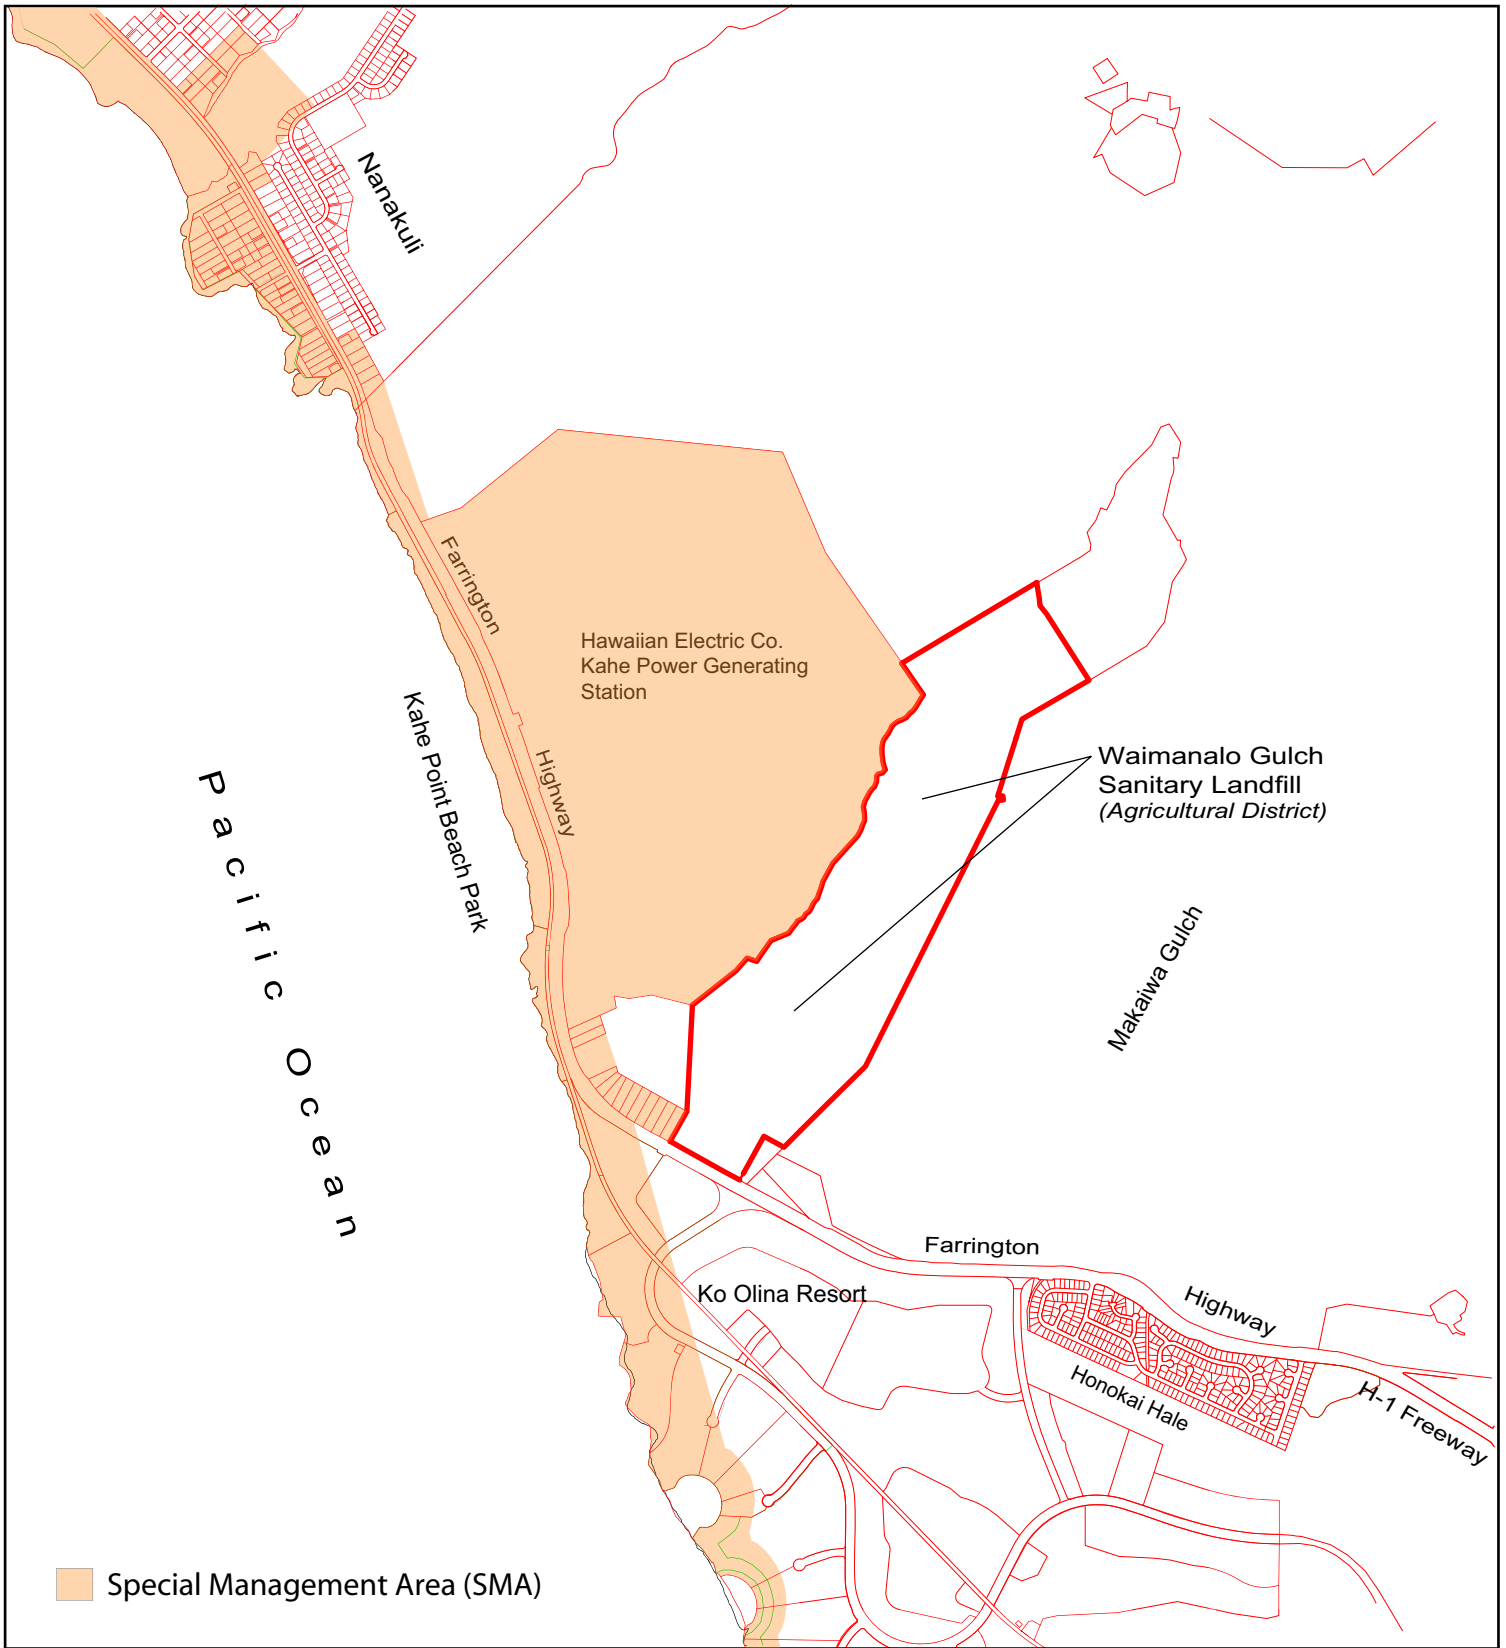 Nanakuli
Farrington
Hawaiian Electric Co.
Kahe Power Generating
Station
Kahe Point Beach Park
Highway
Waimanalo Gulch
Sanitary Landfill
(Agricultural District)
Pacific Ocean
Makaiwa Gulch
Farrington
Ko Olina Resort
Highway
Honokai Hale
H-1 Freeway
Special Management Area (SMA)